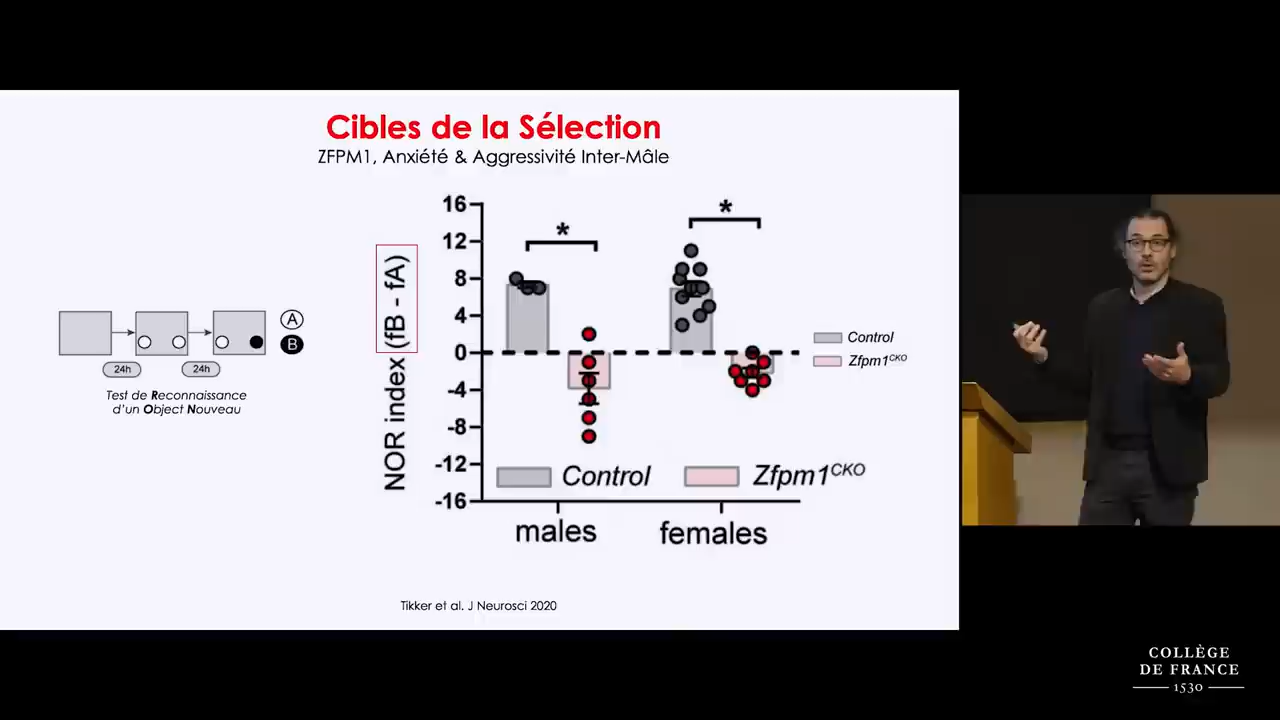 Cibles de la Sélection
ZFPM1, Anxiété & Aggressivité Inter-Mâle
16
12
8
4
0
-4
-8
-12
-16
NOR index (fB - fA)
*
*
A
B
24h
24h
Test de Reconnaissance
d'un Object Nouveau
Control
Zfpm1CKO
Control
Zfpm1CKO
males
females
Tikker et al. J Neurosci 2020
COLLÈGE
DE FRANCE
1530